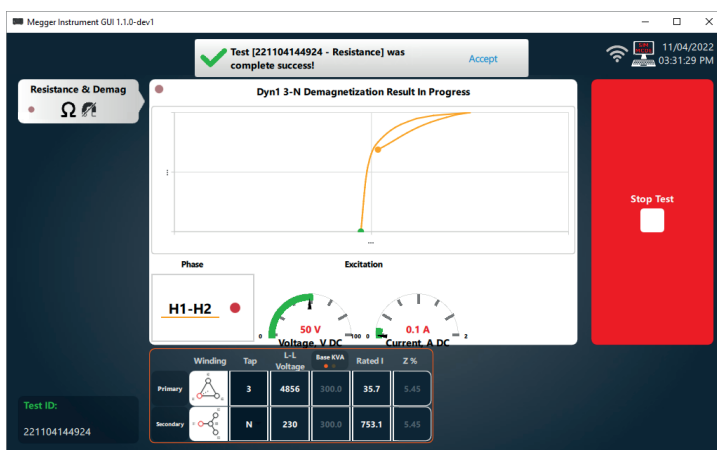 Megger Instrument GUI 1.1.0-dev1
Test [221104144924 - Resistance] was
complete success!
Accept
11/04/2022
03:31:29 PM
Resistance & Demag
Ω
Dyn1 3-N Demagnetization Result In Progress
...
...
Stop Test
Phase
Excitation
H1-H2
0
50 V
100
Voltage, V DC
0
0.1 A
2
Current, A DC
Winding Tap L-L Voltage Base KVA Rated I Z %
Primary 3 4856 300.0 35.7 5.45
Secondary N 230 300.0 753.1 5.45
Test ID:
221104144924